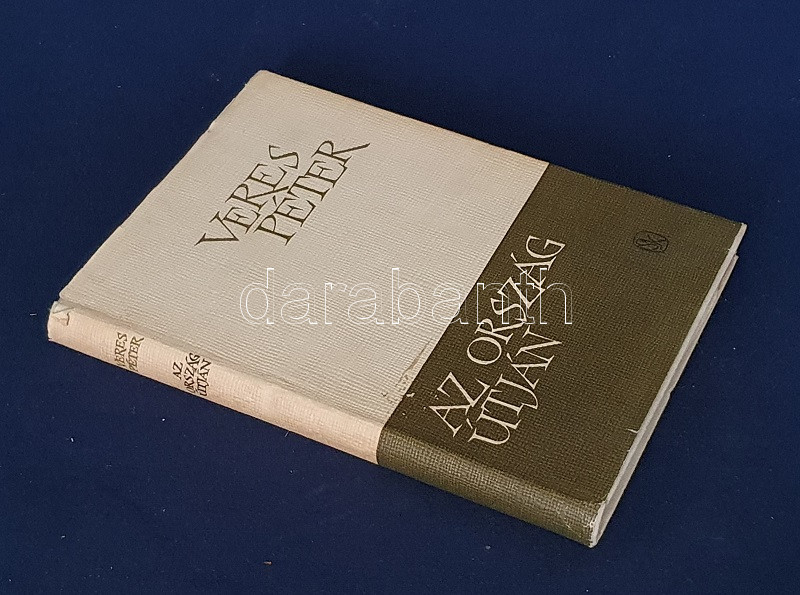 VERES
PÉTER
AZ ORSZÁG
ÚTJÁN
VERES
PÉTER
AZ
ORSZÁG
ÚTJÁN
darabanth